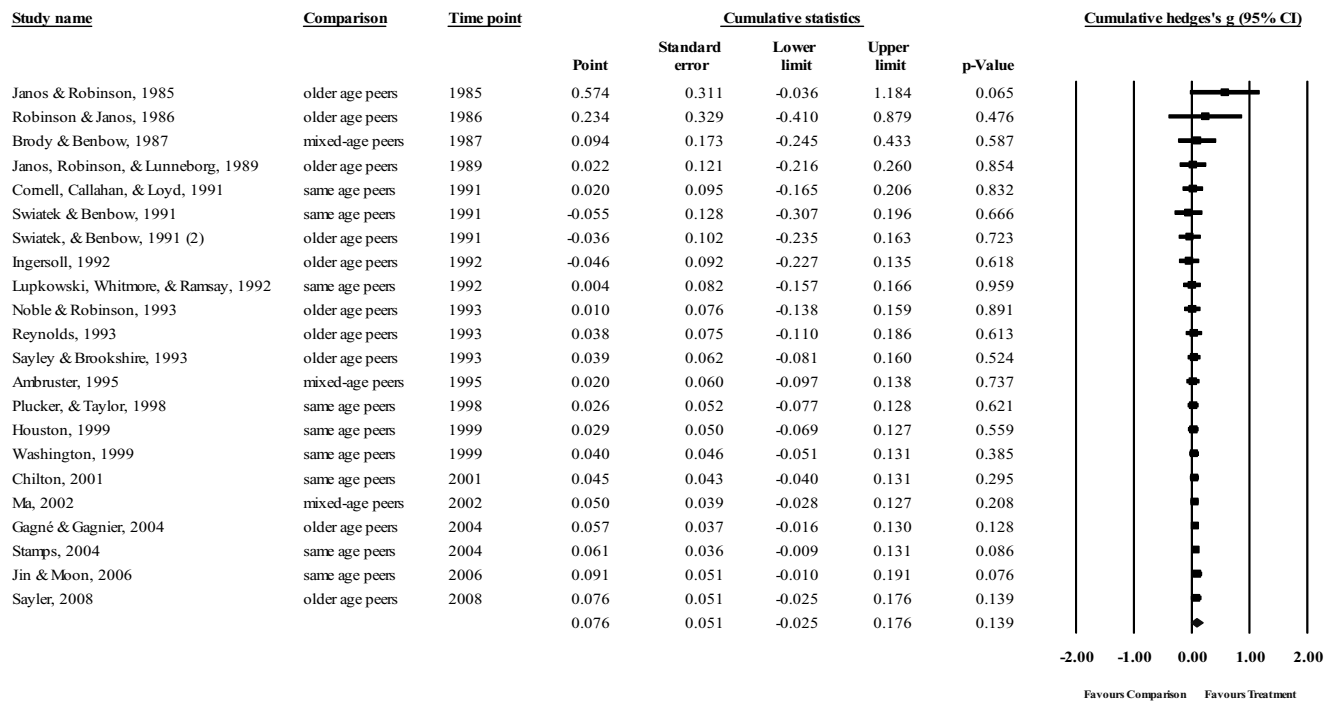 Study name Comparison Time point Cumulative statistics Cumulative hedges's g (95% CI)
Standard Lower Upper
Point error limit limit p-Value
Janos & Robinson, 1985 older age peers 1985 0.574 0.311 -0.036 1.184 0.065
Robinson & Janos, 1986 older age peers 1986 0.234 0.329 -0.410 0.879 0.476
Brody & Benbow, 1987 mixed-age peers 1987 0.094 0.173 -0.245 0.433 0.587
Janos, Robinson, & Lunneborg, 1989 older age peers 1989 0.022 0.121 -0.216 0.260 0.854
Cornell, Callahan, & Loyd, 1991 same age peers 1991 0.020 0.095 -0.165 0.206 0.832
Swiatek & Benbow, 1991 same age peers 1991 -0.055 0.128 -0.307 0.196 0.666
Swiatek, & Benbow, 1991 (2) older age peers 1991 -0.036 0.102 -0.235 0.163 0.723
Ingersoll, 1992 older age peers 1992 -0.046 0.092 -0.227 0.135 0.618
Lupkowski, Whitmore, & Ramsay, 1992 same age peers 1992 0.004 0.082 -0.157 0.166 0.959
Noble & Robinson, 1993 older age peers 1993 0.010 0.076 -0.138 0.159 0.891
Reynolds, 1993 older age peers 1993 0.038 0.075 -0.110 0.186 0.613
Sayley & Brookshire, 1993 older age peers 1993 0.039 0.062 -0.081 0.160 0.524
Ambruster, 1995 mixed-age peers 1995 0.020 0.060 -0.097 0.138 0.737
Plucker, & Taylor, 1998 same age peers 1998 0.026 0.052 -0.077 0.128 0.621
Houston, 1999 same age peers 1999 0.029 0.050 -0.069 0.127 0.559
Washington, 1999 same age peers 1999 0.040 0.046 -0.051 0.131 0.385
Chilton, 2001 same age peers 2001 0.045 0.043 -0.040 0.131 0.295
Ma, 2002 mixed-age peers 2002 0.050 0.039 -0.028 0.127 0.208
Gagné & Gagnier, 2004 older age peers 2004 0.057 0.037 -0.016 0.130 0.128
Stamps, 2004 same age peers 2004 0.061 0.036 -0.009 0.131 0.086
Jin & Moon, 2006 same age peers 2006 0.091 0.051 -0.010 0.191 0.076
Sayler, 2008 older age peers 2008 0.076 0.051 -0.025 0.176 0.139
0.076 0.051 -0.025 0.176 0.139
-2.00 -1.00 0.00 1.00 2.00
Favours Comparison Favours Treatment